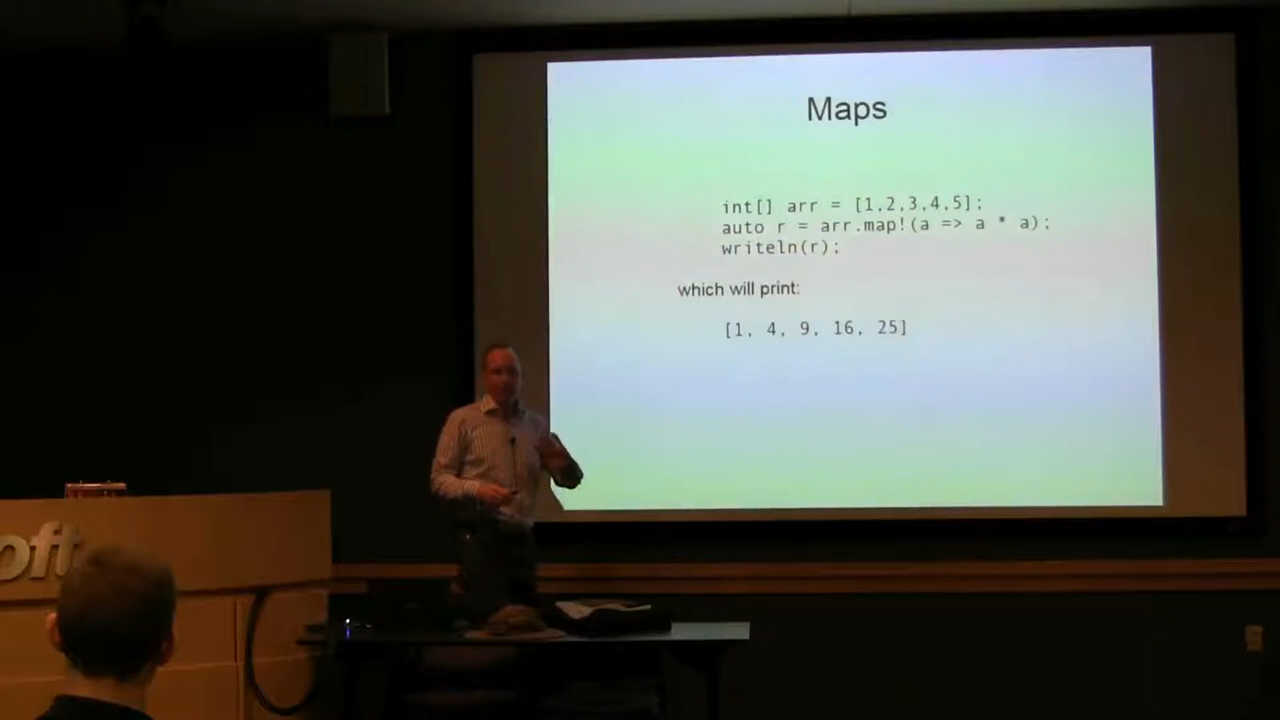 Maps
int[] arr = [1,2,3,4,5];
auto r = arr.map!(a => a * a);
writeln(r);
which will print:
[1, 4, 9, 16, 25]
oft